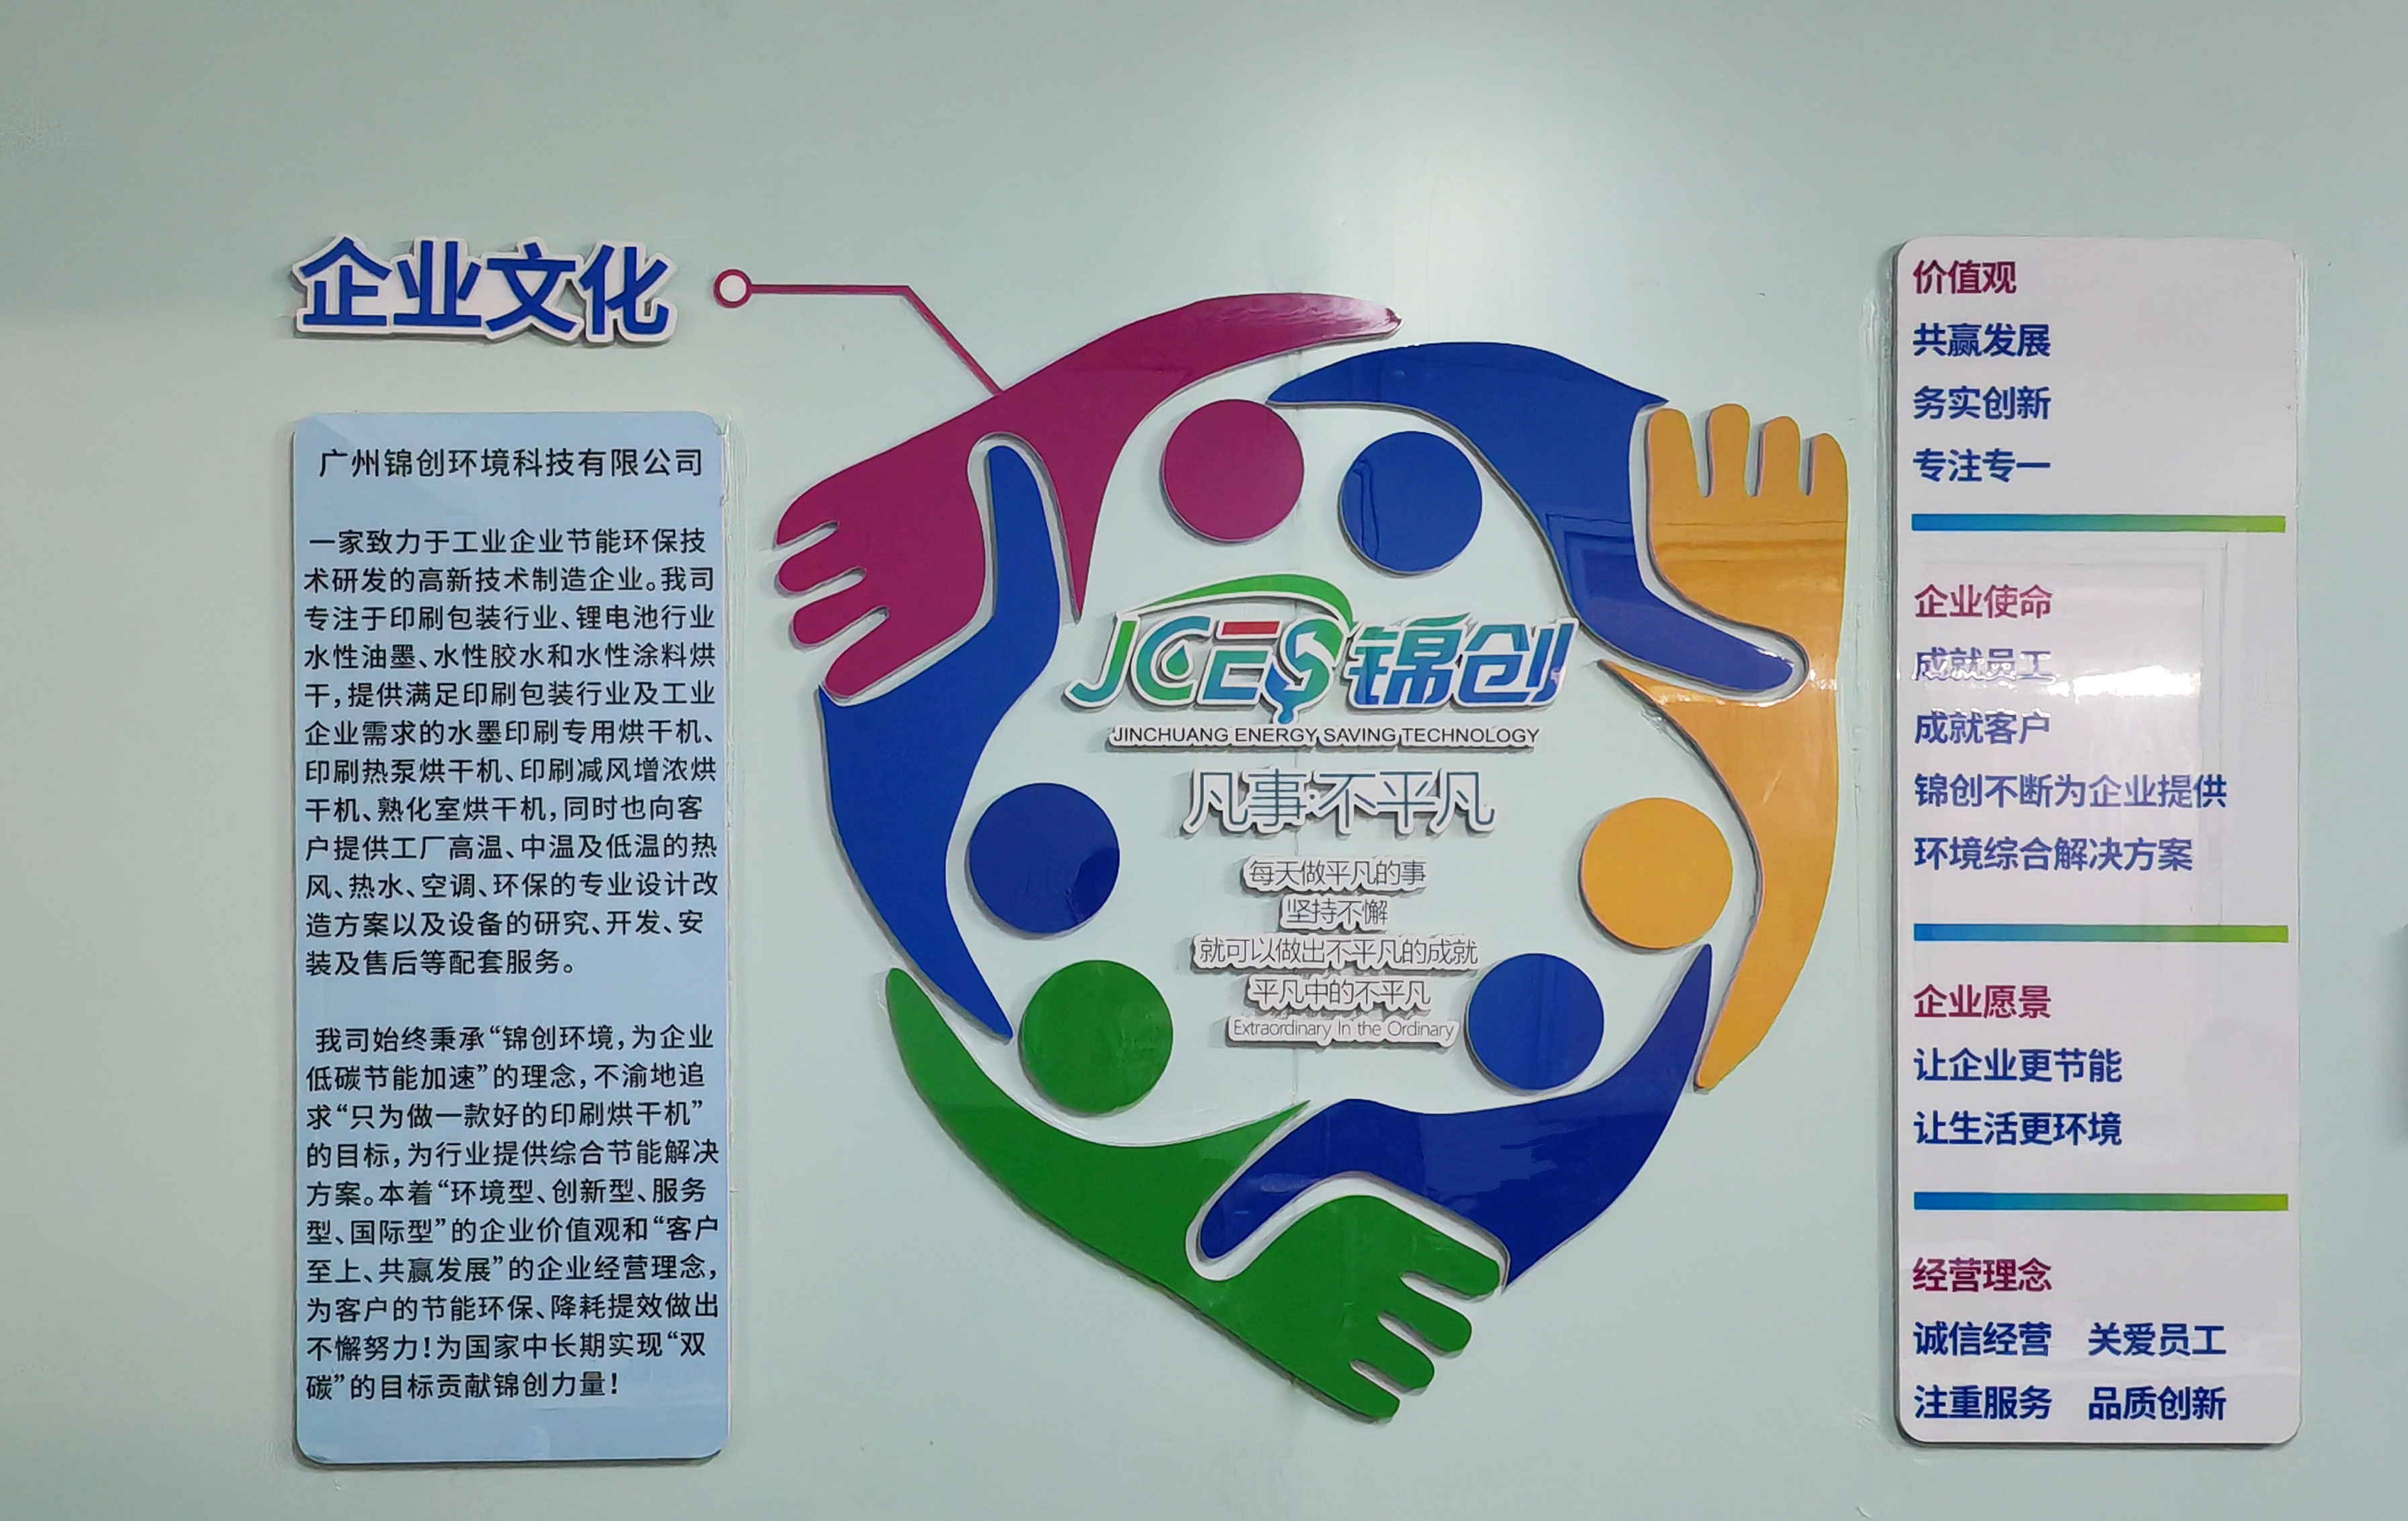 企业文化
广州锦创环境科技有限公司
一家致力于工业企业节能环保技
术研发的高新技术制造企业。我司
专注于印刷包装行业、锂电池行业
水性油墨、水性胶水和水性涂料烘
干，提供满足印刷包装行业及工业
企业需求的水墨印刷专用烘干机、
印刷热泵烘干机、印刷减风增浓烘
干机、熟化室烘干机，同时也向客
户提供工厂高温、中温及低温的热
风、热水、空调、环保的专业设计改
造方案以及设备的研究、开发、安
装及售后等配套服务。
我司始终秉承“锦创环境，为企业
低碳节能加速”的理念，不渝地追
求“只为做一款好的印刷烘干机”
的目标，为行业提供综合节能解决
方案。本着“环境型、创新型、服务
型、国际型”的企业价值观和“客户
至上、共赢发展”的企业经营理念，
为客户的节能环保、降耗提效做出
不懈努力！为国家中长期实现“双
碳”的目标贡献锦创力量！
JCES 锦创
JINCHUANG ENERGY SAVING TECHNOLOGY
凡事·不平凡
每天做平凡的事
坚持不懈
就可以做出不平凡的成就
平凡中的不平凡
Extraordinary In the Ordinary
价值观
共赢发展
务实创新
专注专一
企业使命
成就员工
成就客户
锦创不断为企业提供
环境综合解决方案
企业愿景
让企业更节能
让生活更环境
经营理念
诚信经营 关爱员工
注重服务 品质创新